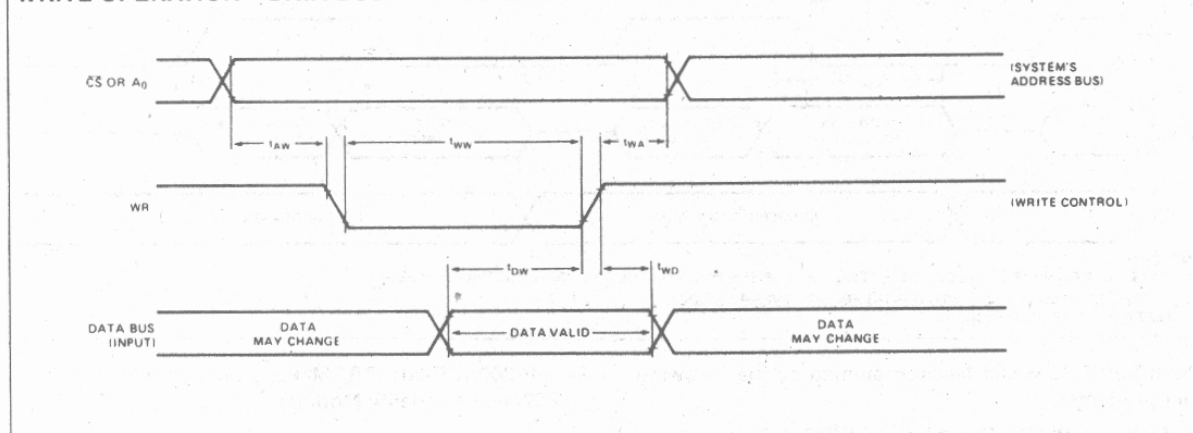 C̅S̅ OR A₀
(SYSTEM'S
ADDRESS BUS)
tAW
tWW
tWA
WR
(WRITE CONTROL)
tDW
tWD
DATA BUS
(INPUT)
DATA
MAY CHANGE
DATA VALID
DATA
MAY CHANGE